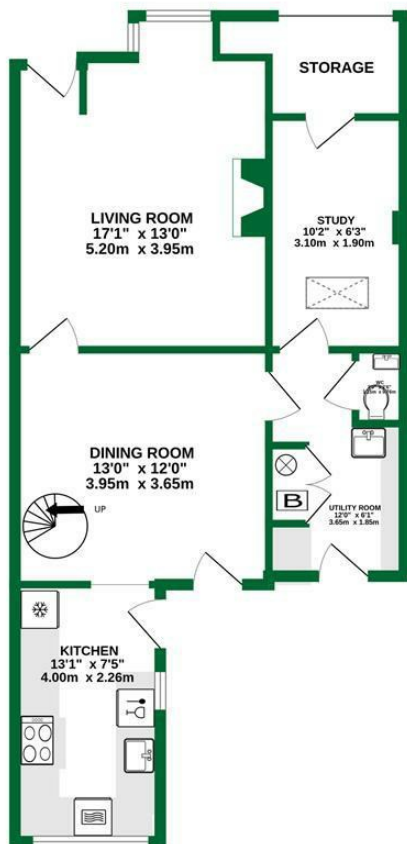 STORAGE
LIVING ROOM
17'1" x 13'0"
5.20m x 3.95m
STUDY
10'2" x 6'3"
3.10m x 1.90m
WC
DINING ROOM
13'0" x 12'0"
3.95m x 3.65m
UP
B
UTILITY ROOM
12'0" x 6'1"
3.65m x 1.85m
KITCHEN
13'1" x 7'5"
4.00m x 2.26m